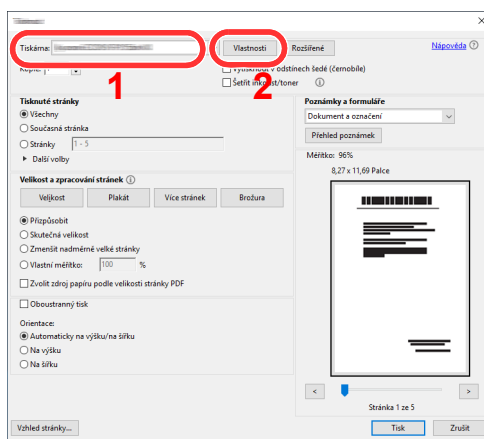 Tiskárna:
Vlastnosti
Rozšířené
Nápověda
1
2
Vytisknout v odstínech šedé (černobíle)
Šetřit inkoust/toner
Tisknuté stránky
Všechny
Současná stránka
Stránky 1 - 5
Další volby
Velikost a zpracování stránek
Velikost Plakát Více stránek Brožura
Přizpůsobit
Skutečná velikost
Zmenšit nadměrné velké stránky
Vlastní měřítko: 100 %
Zvolit zdroj papíru podle velikosti stránky PDF
Oboustranný tisk
Orientace:
Automaticky na výšku/na šířku
Na výšku
Na šířku
Poznámky a formuláře
Dokument a označení
Přehled poznámek
Měřítko: 96%
8,27 x 11,69 Palce
< >
Stránka 1 ze 5
Vzhled stránky...
Tisk
Zrušit